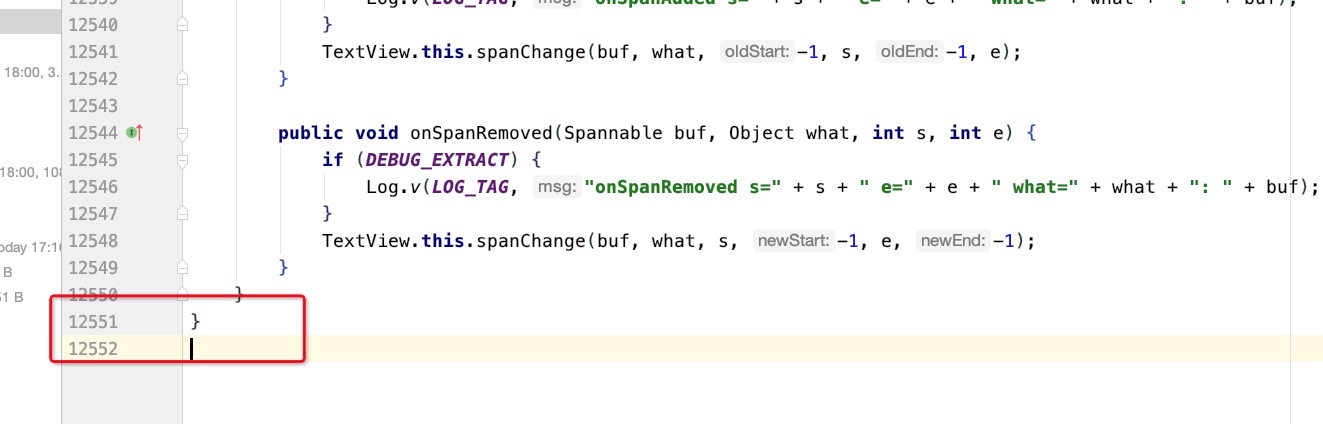 12539 Log.v(LOG_TAG, msg: "onSpanAdded s=" + s + " e=" + e + " what=" + what + ": " + buf);
12540 }
12541 TextView.this.spanChange(buf, what, oldStart: -1, s, oldEnd: -1, e);
18:00, 3.
12542 }
12543
12544 public void onSpanRemoved(Spannable buf, Object what, int s, int e) {
12545 if (DEBUG_EXTRACT) {
18:00, 108
12546 Log.v(LOG_TAG, msg: "onSpanRemoved s=" + s + " e=" + e + " what=" + what + ": " + buf);
12547 }
12548 TextView.this.spanChange(buf, what, s, newStart: -1, e, newEnd: -1);
oday 17:10
12549 }
B
12550 }
51 B
12551 }
12552